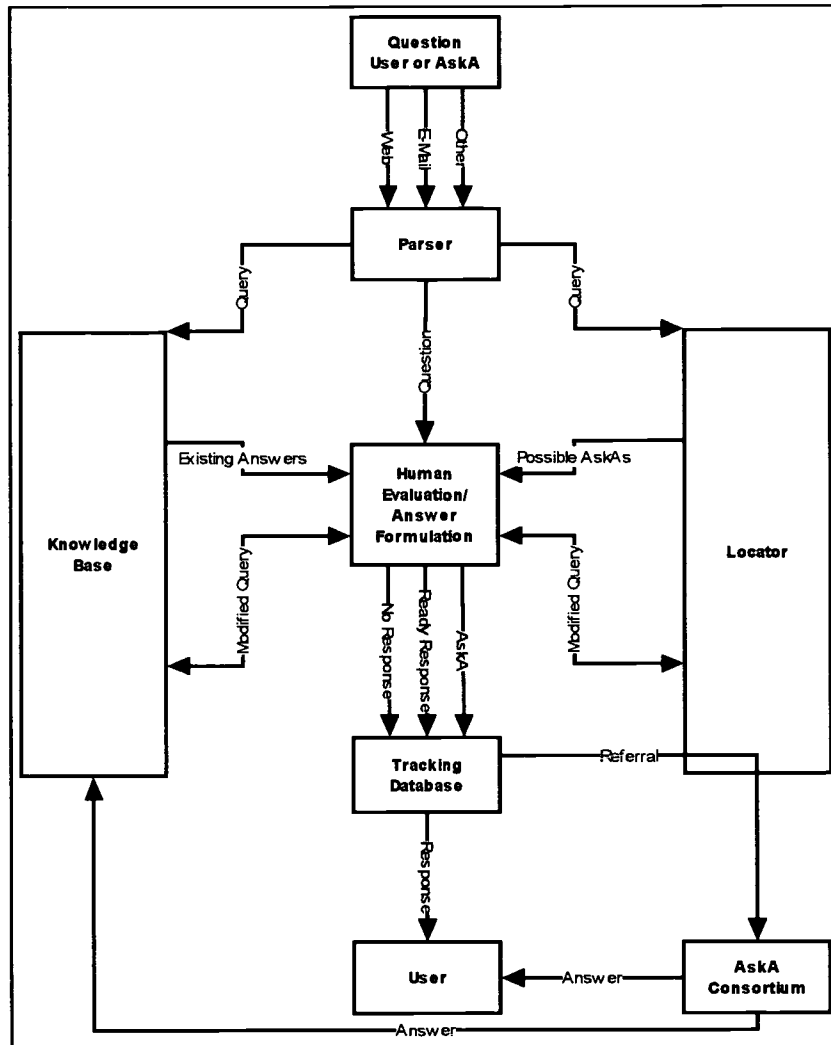 Question
User or AskA
Web
E-Mail
Other
Parser
Query
Query
Question
Existing Answers
Human
Evaluation/
Answer
Formulation
Possible AskAs
Knowledge
Base
Locator
Modified Query
Modified Query
No Response
Ready Response
AskA
Tracking
Database
Referral
Response
User
Answer
AskA
Consortium
Answer